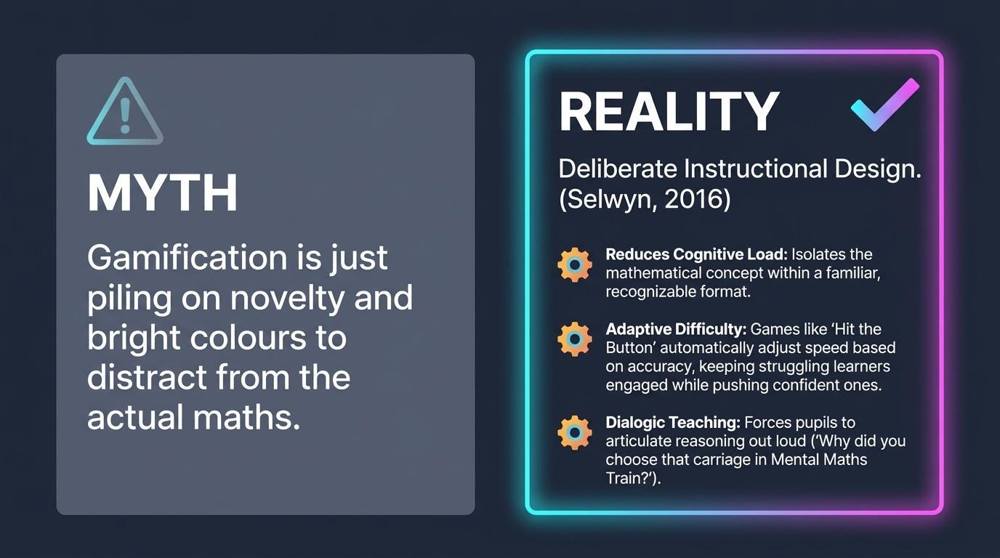 MYTH
Gamification is just
piling on novelty and
bright colours to
distract from the
actual maths.
REALITY
Deliberate Instructional Design.
(Selwyn, 2016)
Reduces Cognitive Load: Isolates the
mathematical concept within a familiar,
recognizable format.
Adaptive Difficulty: Games like ‘Hit the
Button’ automatically adjust speed based
on accuracy, keeping struggling learners
engaged while pushing confident ones.
Dialogic Teaching: Forces pupils to
articulate reasoning out loud (‘Why did you
choose that carriage in Mental Maths
Train?’).